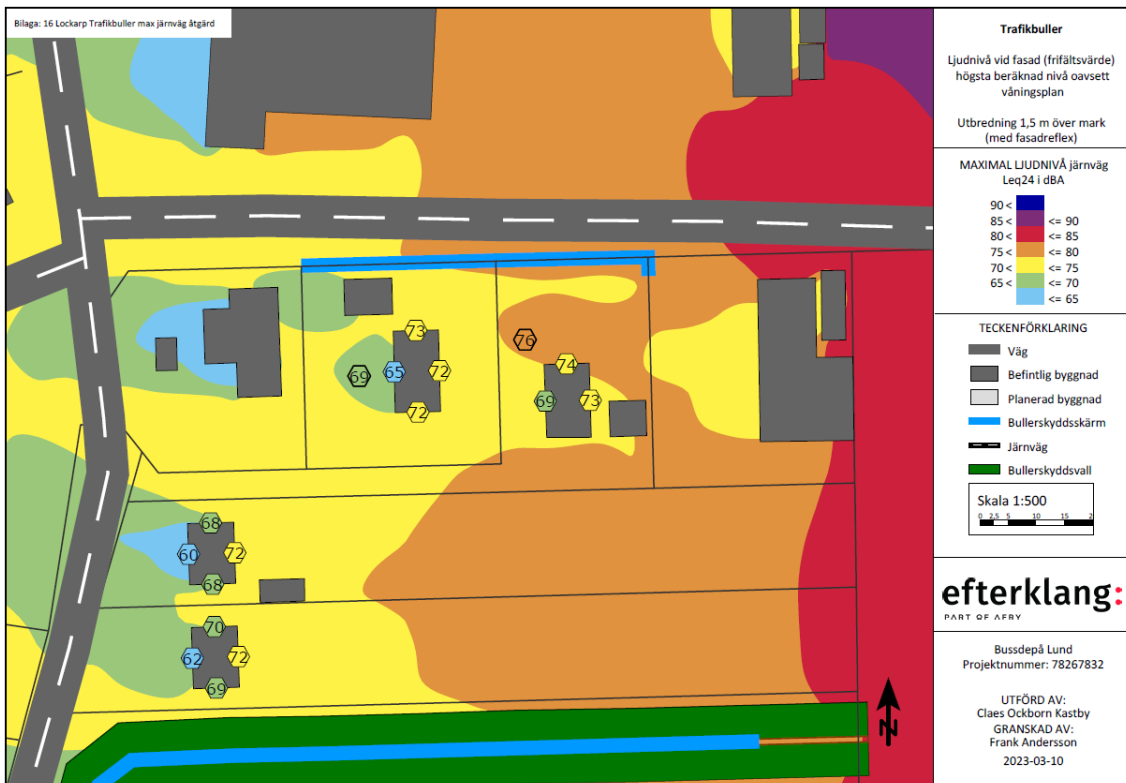 Bilaga: 16 Lockarp Trafikbuller max järnväg åtgärd
73
65
72
69
72
76
74
69
73
68
60
72
68
70
62
72
69
Trafikbuller
Ljudnivå vid fasad (frifältsvärde)
högsta beräknad nivå oavsett
våningsplan
Utbredning 1,5 m över mark
(med fasadreflex)
MAXIMAL LJUDNIVÅ järnväg
Leq24 i dBA
90 <
85 < <= 90
80 < <= 85
75 < <= 80
70 < <= 75
65 < <= 70
<= 65
TECKENFÖRKLARING
Väg
Befintlig byggnad
Planerad byggnad
Bullerskyddsskärm
Järnväg
Bullerskyddsvall
Skala 1:500
0 2,5 5 10 15 2
efterklang:
PART OF AFRY
Bussdepå Lund
Projektnummer: 78267832
N
UTFÖRD AV:
Claes Ockborn Kastby
GRANSKAD AV:
Frank Andersson
2023-03-10